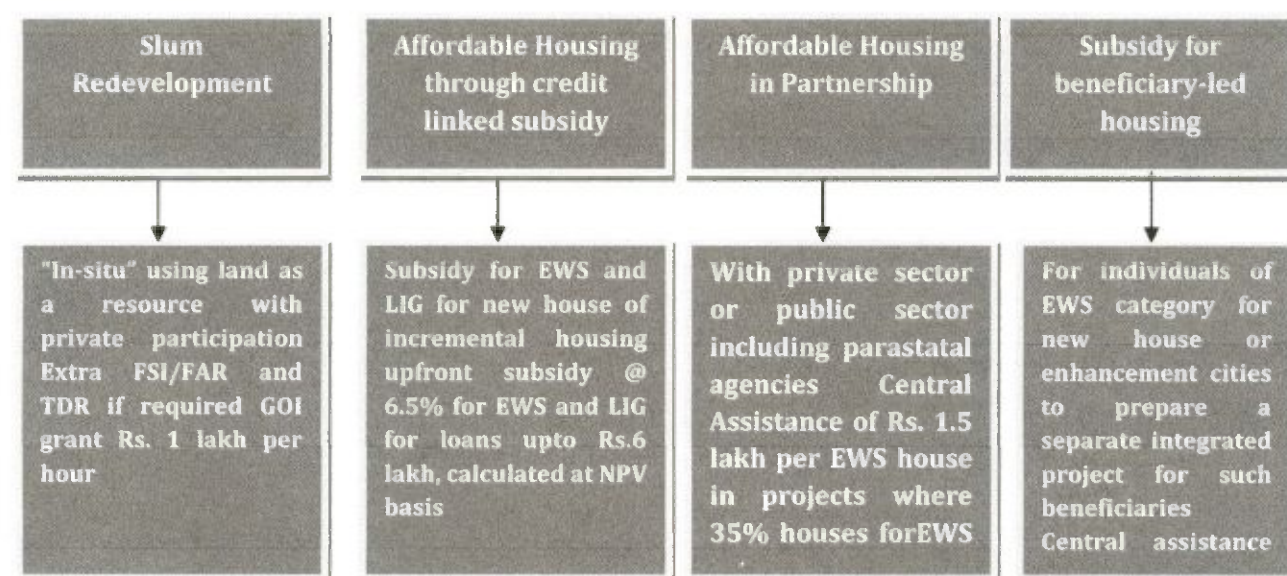 Slum
Redevelopment
Affordable Housing
through credit
linked subsidy
Affordable Housing
in Partnership
Subsidy for
beneficiary-led
housing
"In-situ" using land as
a resource with
private participation
Extra FSI/FAR and
TDR if required GOI
grant Rs. 1 lakh per
hour
Subsidy for EWS and
LIG for new house of
incremental housing
upfront subsidy @
6.5% for EWS and LIG
for loans upto Rs.6
lakh, calculated at NPV
basis
With private sector
or public sector
including parastatal
agencies Central
Assistance of Rs. 1.5
lakh per EWS house
in projects where
35% houses forEWS
For individuals of
EWS category for
new house or
enhancement cities
to prepare a
separate integrated
project for such
beneficiaries
Central assistance